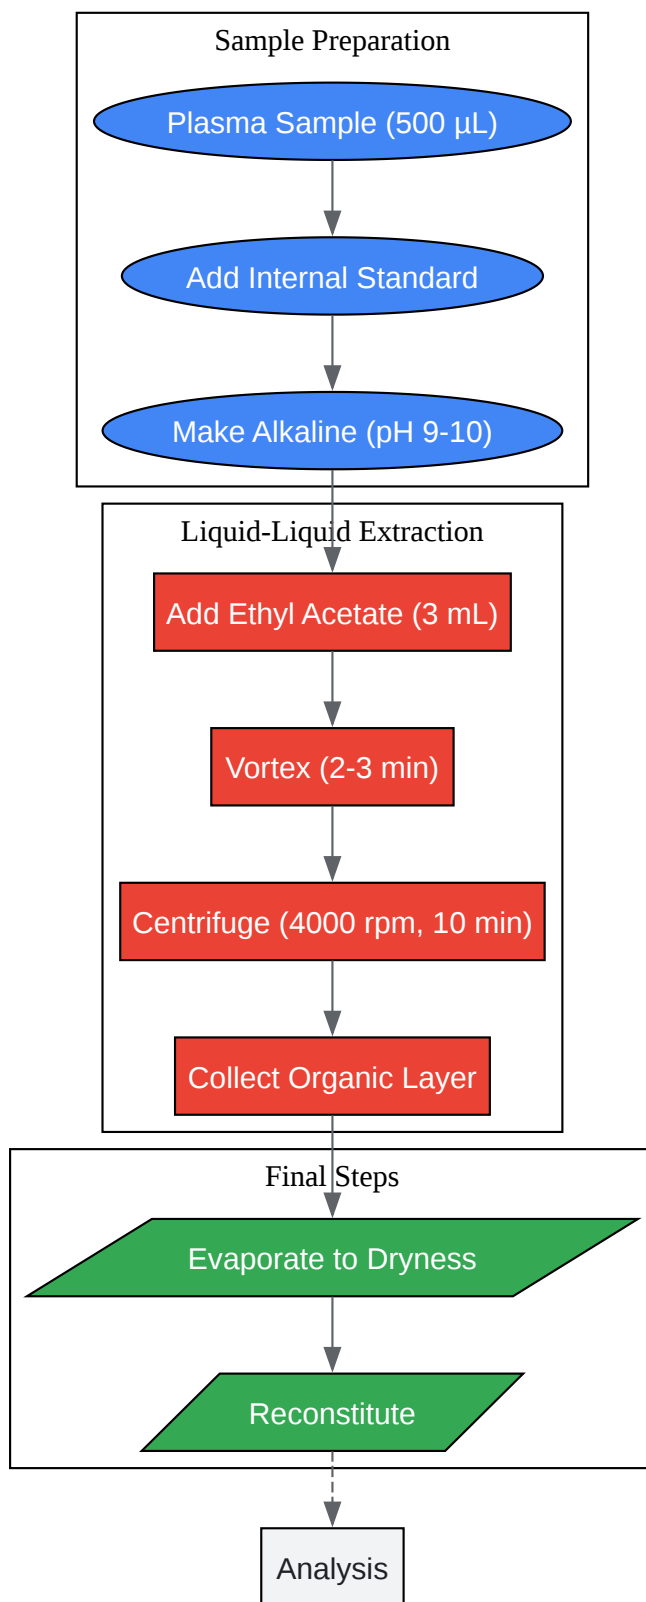 Sample Preparation
Plasma Sample (500 µL)
Add Internal Standard
Make Alkaline (pH 9-10)
Liquid-Liquid Extraction
Add Ethyl Acetate (3 mL)
Vortex (2-3 min)
Centrifuge (4000 rpm, 10 min)
Collect Organic Layer
Final Steps
Evaporate to Dryness
Reconstitute
Analysis